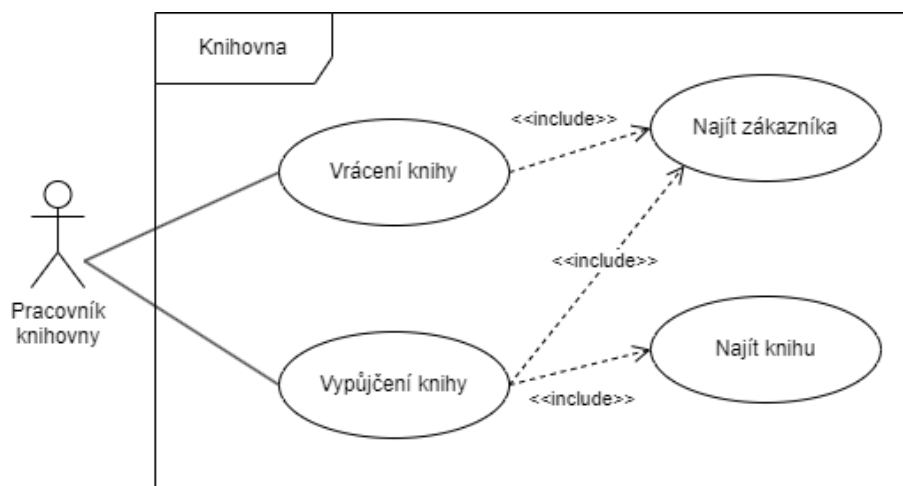 Knihovna
<<include>>
Najít zákazníka
Vrácení knihy
<<include>>
Pracovník
knihovny
Najít knihu
Vypůjčení knihy
<<include>>